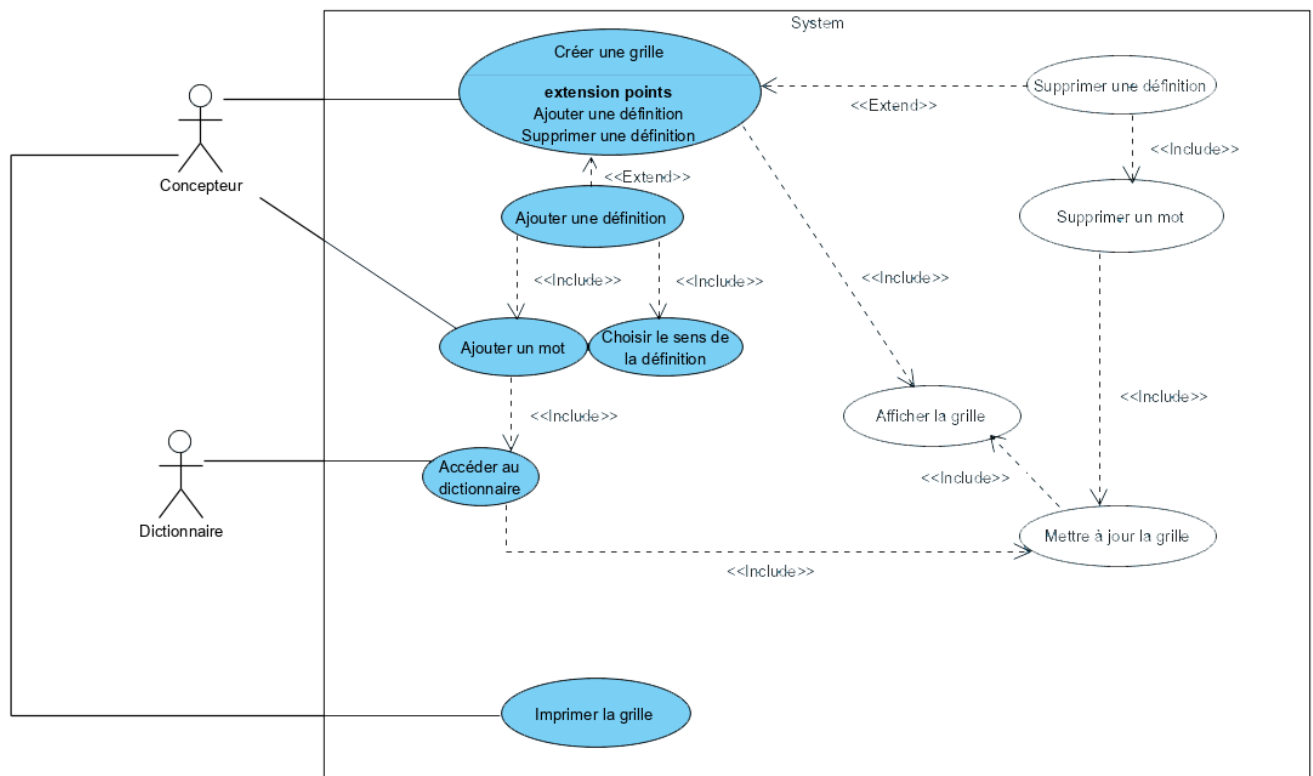 System
Créer une grille
extension points
Ajouter une définition
Supprimer une définition
Supprimer une définition
<<Extend>>
<<Include>>
Concepteur
<<Extend>>
Ajouter une définition
Supprimer un mot
<<Include>>
<<Include>>
<<Include>>
Ajouter un mot
Choisir le sens de
la définition
<<Include>>
<<Include>>
Afficher la grille
Accéder au
dictionnaire
<<Include>>
Dictionnaire
Mettre à jour la grille
<<Include>>
Imprimer la grille